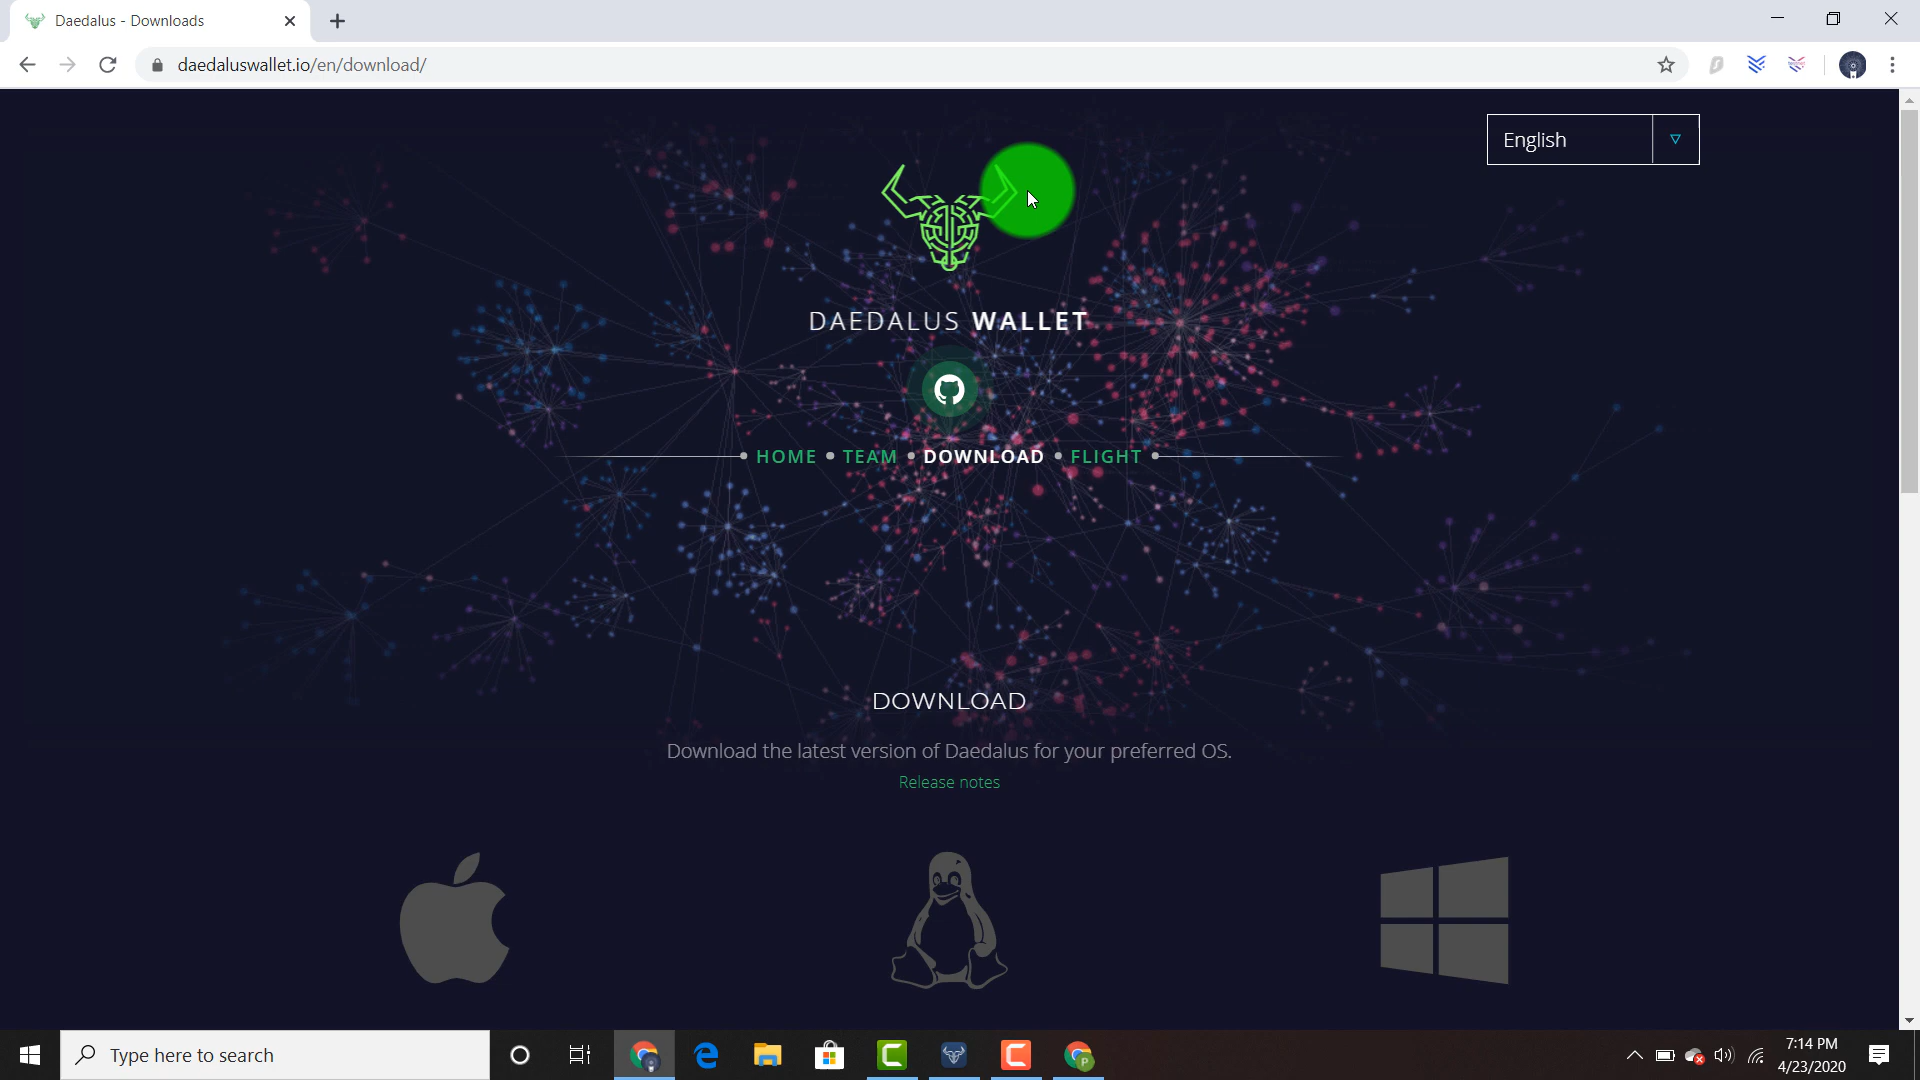 Daedalus - Downloads
daedaluswallet.io/en/download/
English
DAEDALUS WALLET
HOME TEAM DOWNLOAD FLIGHT
DOWNLOAD
Download the latest version of Daedalus for your preferred OS.
Release notes
Type here to search
7:14 PM
4/23/2020